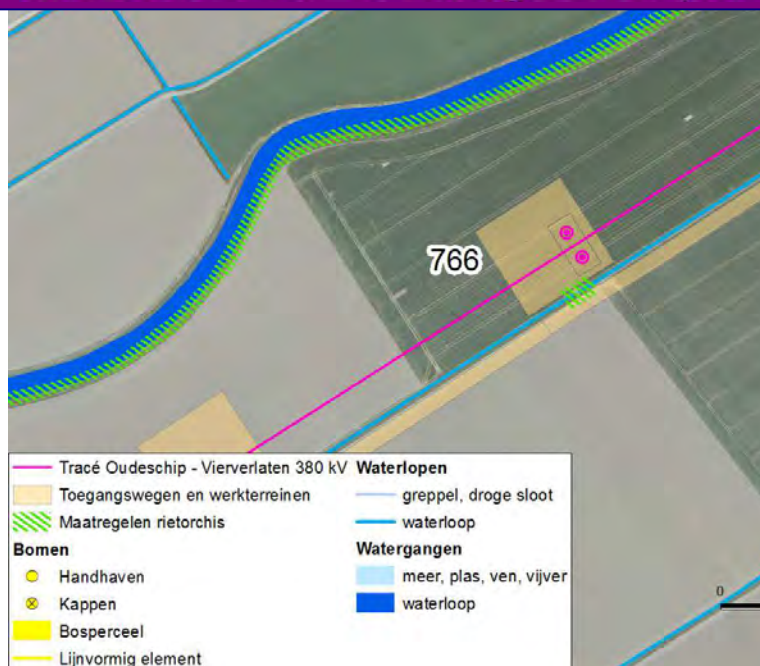 766
Tracé Oudeschip - Vierverlaten 380 kV
Toegangswegen en werkterreinen
Maatregelen rietorchis
Bomen
Handhaven
Kappen
Bosperceel
Lijnvormig element
Waterlopen
greppel, droge sloot
waterloop
Watergangen
meer, plas, ven, vijver
waterloop
0